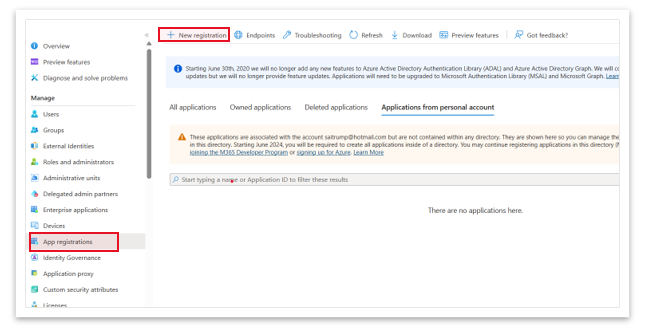 New registration Endpoints Troubleshooting Refresh Download Preview features Got feedback?
Overview
Preview features
Diagnose and solve problems
Manage
Users
Groups
External Identities
Roles and administrators
Administrative units
Delegated admin partners
Enterprise applications
Devices
App registrations
Identity Governance
Application proxy
Custom security attributes
Licenses
Starting June 30th, 2020 we will no longer add any new features to Azure Active Directory Authentication Library (ADAL) and Azure Active Directory Graph. We will co
updates but we will no longer provide feature updates. Applications will need to be upgraded to Microsoft Authentication Library (MSAL) and Microsoft Graph. Learn
All applications Owned applications Deleted applications Applications from personal account
These applications are associated with the account saitrump@hotmail.com but are not contained within any directory. They are shown here so you can manage the
in this directory. Starting June 2024, you will be required to create all applications inside of a directory. You may continue registering applications in this directory (
joining the M365 Developer Program or signing up for Azure. Learn More
Start typing a name or Application ID to filter these results
There are no applications here.